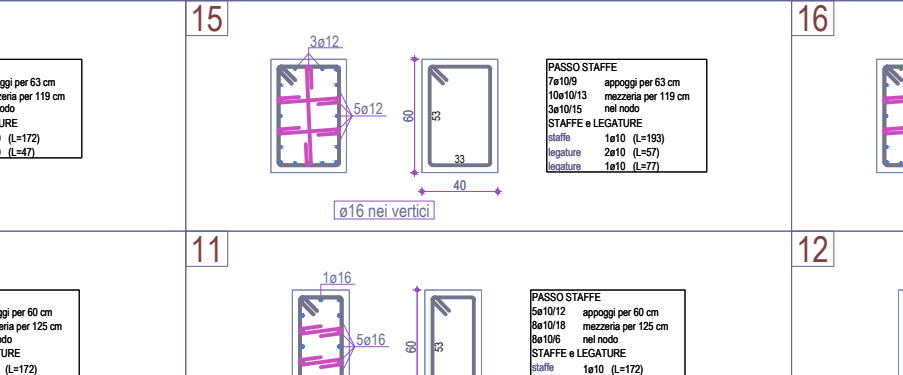 15
16
3ø12
5ø12
60
53
33
40
ø16 nei vertici
PASSO STAFFE
7ø10/9 appoggi per 63 cm
10ø10/13 mezzeria per 119 cm
3ø10/15 nel nodo
STAFFE e LEGATURE
staffe 1ø10 (L=193)
legature 2ø10 (L=57)
legature 1ø10 (L=77)
ggi per 63 cm
zeria per 119 cm
nodo
TURE
(L=172)
(L=47)
11
12
1ø16
5ø16
60
53
PASSO STAFFE
5ø10/12 appoggi per 60 cm
8ø10/18 mezzeria per 125 cm
8ø10/6 nel nodo
STAFFE e LEGATURE
staffe 1ø10 (L=172)
ggi per 60 cm
eria per 125 cm
odo
TURE
(L=172)